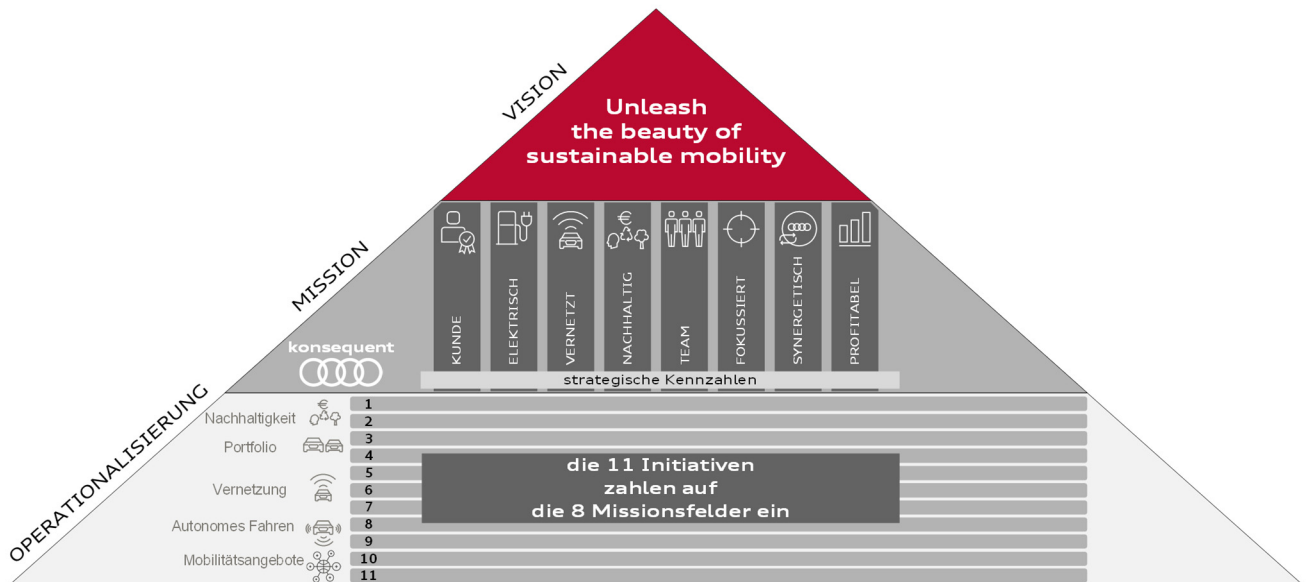 VISION
Unleash
the beauty of
sustainable mobility
MISSION
konsequent
KUNDE
ELEKTRISCH
VERNETZT
NACHHALTIG
TEAM
FOKUSSIERT
SYNERGETISCH
PROFITABEL
strategische Kennzahlen
OPERATIONALISIERUNG
Nachhaltigkeit
Portfolio
Vernetzung
Autonomes Fahren
Mobilitätsangebote
1
2
3
4
5
6
7
8
9
10
11
die 11 Initiativen
zahlen auf
die 8 Missionsfelder ein